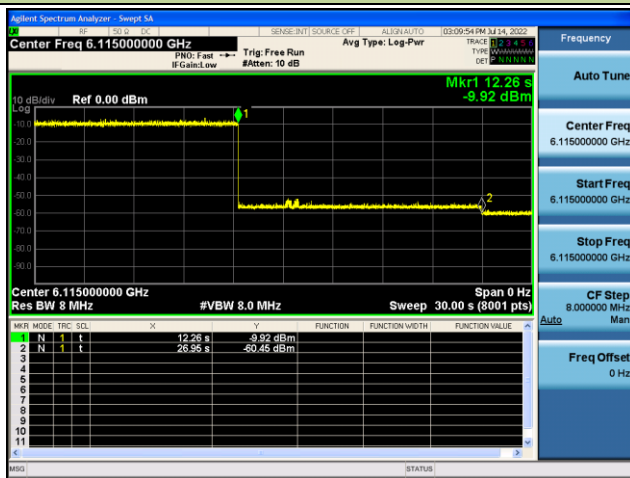 Agilent Spectrum Analyzer - Swept SA
RF 50 Ω DC SENSE:INT SOURCE OFF ALIGN AUTO 03:09:54 PM Jul 14, 2022
Center Freq 6.115000000 GHz
PNO: Fast
IFGain:Low
Trig: Free Run
#Atten: 10 dB
Avg Type: Log-Pwr
TRACE 1 2 3 4 5 6
TYPE
DET P N N N N N
Mkr1 12.26 s
-9.92 dBm
10 dB/div Ref 0.00 dBm
Log
-10.0
-20.0
-30.0
-40.0
-50.0
-60.0
-70.0
-80.0
-90.0
1
2
Center 6.115000000 GHz Span 0 Hz
Res BW 8 MHz #VBW 8.0 MHz Sweep 30.00 s (8001 pts)
MKR MODE TRC SCL X Y FUNCTION FUNCTION WIDTH FUNCTION VALUE
1 N 1 t 12.26 s -9.92 dBm
2 N 1 t 26.95 s -60.45 dBm
3
4
5
6
7
8
9
10
11
MSG STATUS
Frequency
Auto Tune
Center Freq
6.115000000 GHz
Start Freq
6.115000000 GHz
Stop Freq
6.115000000 GHz
CF Step
8.000000 MHz
Auto Man
Freq Offset
0 Hz